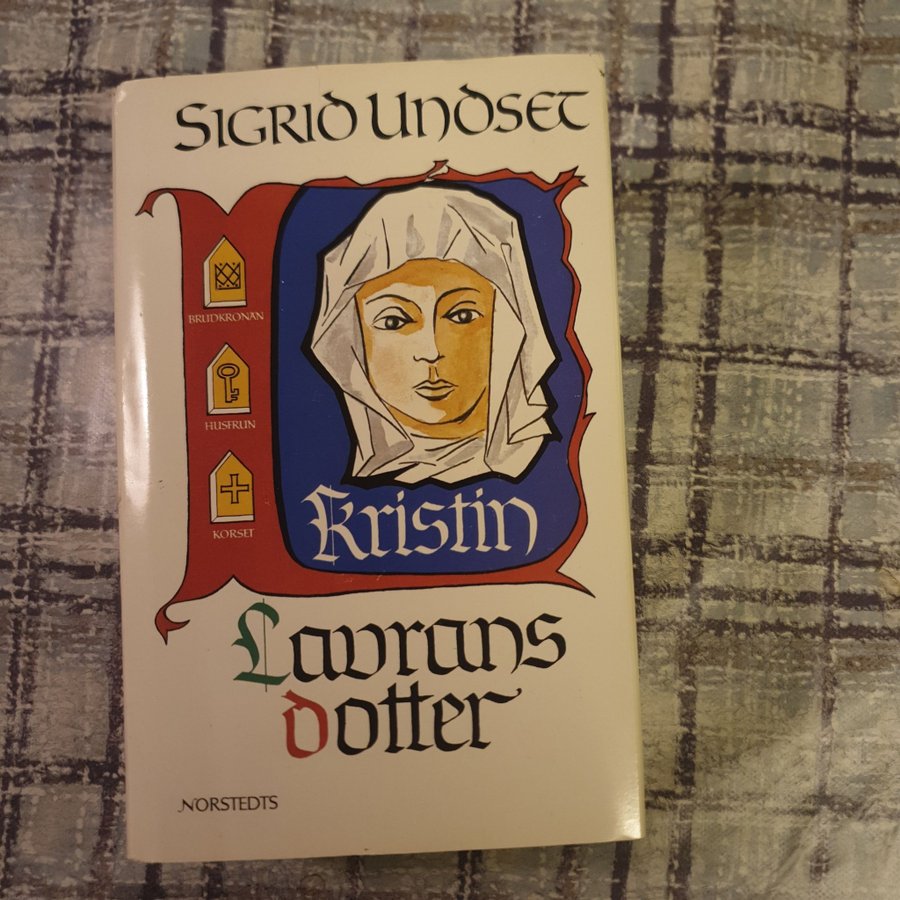 SIGRID UNDSET
BRUDKRONAN
HUSFRUN
KORSET
Kristin
Lavrans
dotter
NORSTEDTS